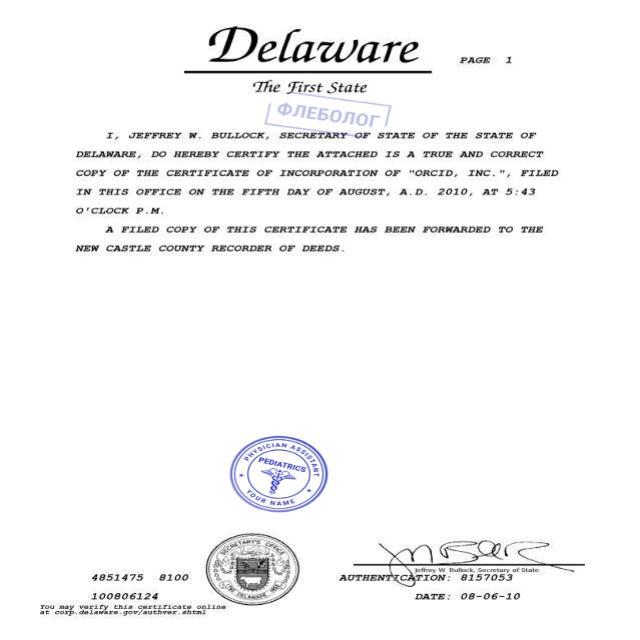 Delaware
PAGE 1
The First State
ФЛЕБОЛОГ
I, JEFFREY W. BULLOCK, SECRETARY OF STATE OF THE STATE OF
DELAWARE, DO HEREBY CERTIFY THE ATTACHED IS A TRUE AND CORRECT
COPY OF THE CERTIFICATE OF INCORPORATION OF "ORCID, INC.", FILED
IN THIS OFFICE ON THE FIFTH DAY OF AUGUST, A.D. 2010, AT 5:43
O'CLOCK P.M.
A FILED COPY OF THIS CERTIFICATE HAS BEEN FORWARDED TO THE
NEW CASTLE COUNTY RECORDER OF DEEDS.
PHYSICIAN ASSISTANT
PEDIATRICS
YOUR NAME
SECRETARY'S OFFICE
Jeffrey W. Bullock, Secretary of State
4851475 8100
AUTHENTICATION: 8157053
100806124
DATE: 08-06-10
You may verify this certificate online
at corp.delaware.gov/authver.shtml